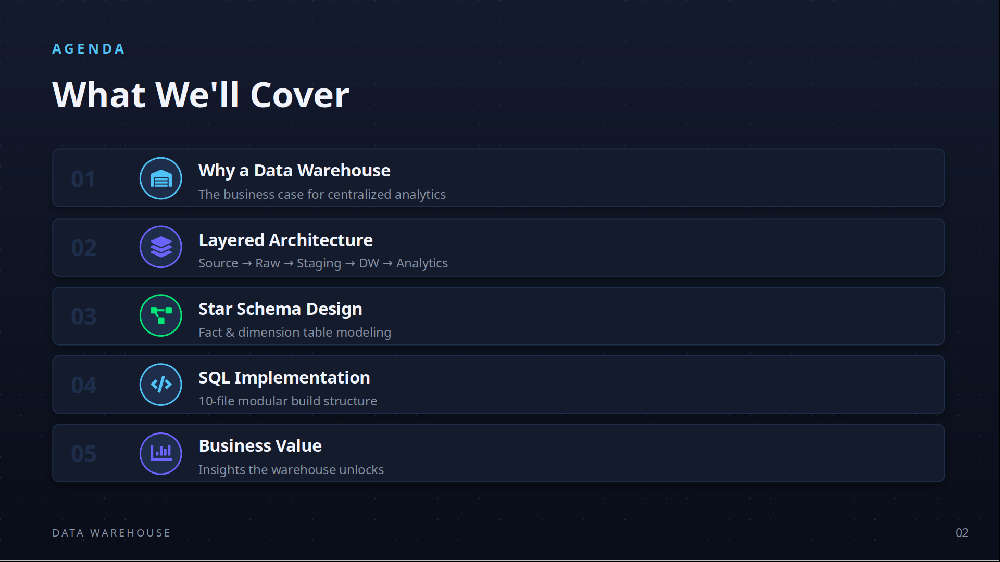 AGENDA
What We'll Cover
01
Why a Data Warehouse
The business case for centralized analytics
02
Layered Architecture
Source → Raw → Staging → DW → Analytics
03
Star Schema Design
Fact & dimension table modeling
04
SQL Implementation
10-file modular build structure
05
Business Value
Insights the warehouse unlocks
DATA WAREHOUSE
02